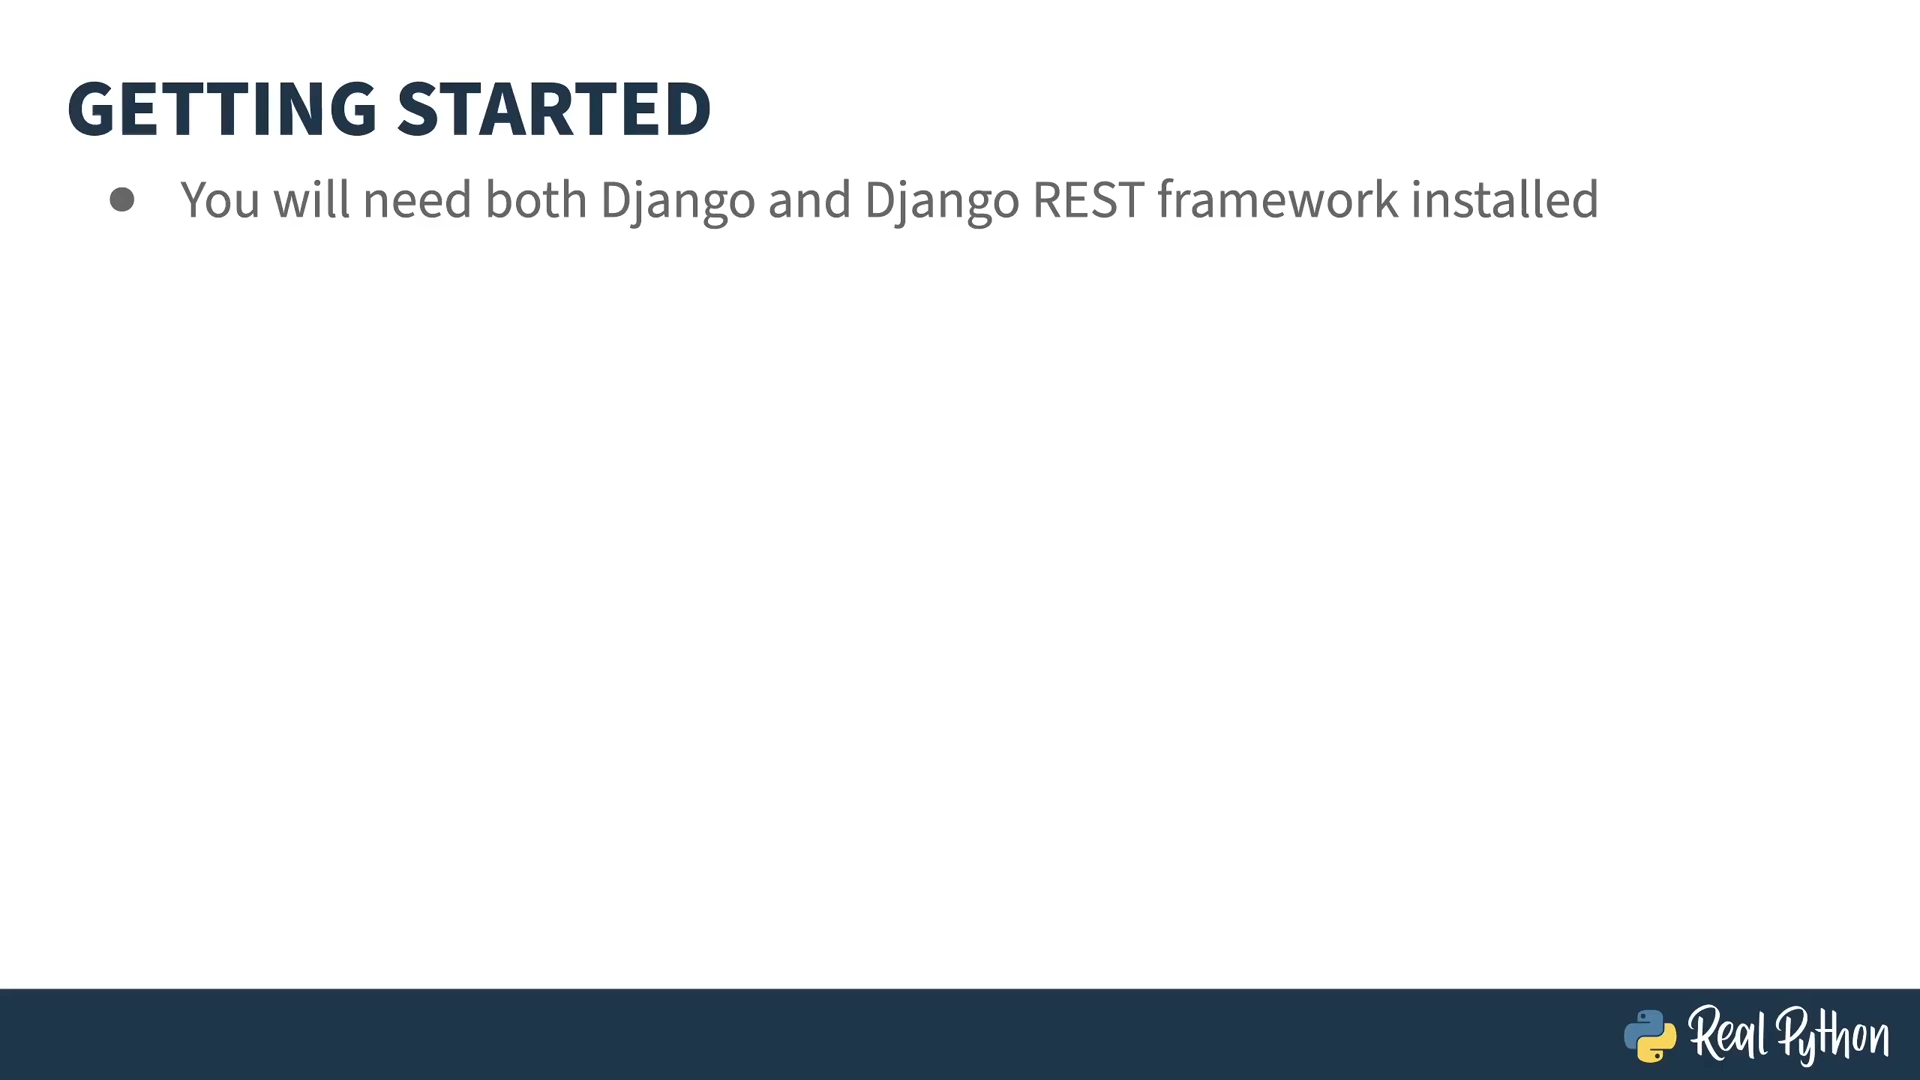 GETTING STARTED
● You will need both Django and Django REST framework installed
Real Python